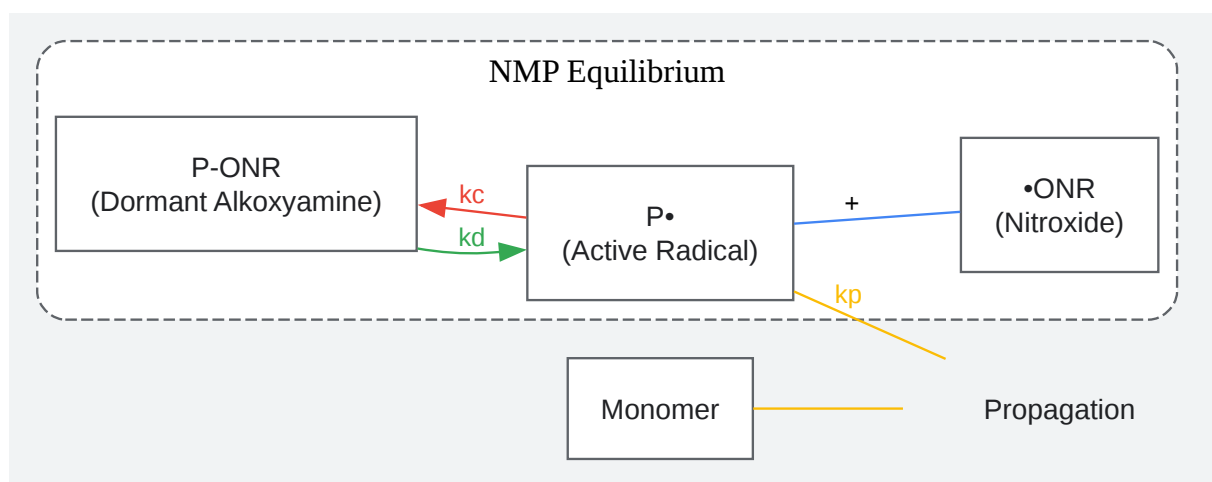 NMP Equilibrium
P-ONR
(Dormant Alkoxyamine)
kc
kd
P•
(Active Radical)
+
•ONR
(Nitroxide)
kp
Monomer
Propagation